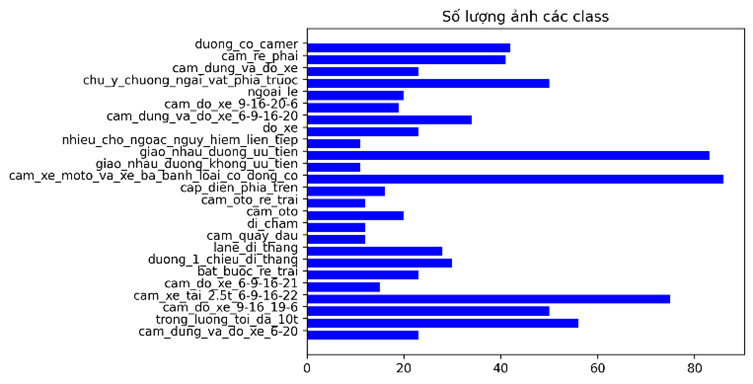 Số lượng ảnh các class
duong_co_camer
cam_re_phai
cam_dung_va_do_xe
chu_y_chuong_ngai_vat_phia_truoc
ngoai_le
cam_do_xe_9-16-20-6
cam_dung_va_do_xe_6-9-16-20
do_xe
nhieu_cho_ngoac_nguy_hiem_lien_tiep
giao_nhau_duong_uu_tien
giao_nhau_duong_khong_uu_tien
cam_xe_moto_va_xe_ba_banh_loai_co_dong_co
cap_dien_phia_tren
cam_oto_re_trai
cam_oto
di_cham
cam_quay_dau
lane_di_thang
duong_1_chieu_di_thang
bat_buoc_re_trai
cam_do_xe_6-9-16-21
cam_xe_tai_2.5t_6-9-16-22
cam_do_xe_9-16_19-6
trong_luong_toi_da_10t
cam_dung_va_do_xe_6-20
0 20 40 60 80